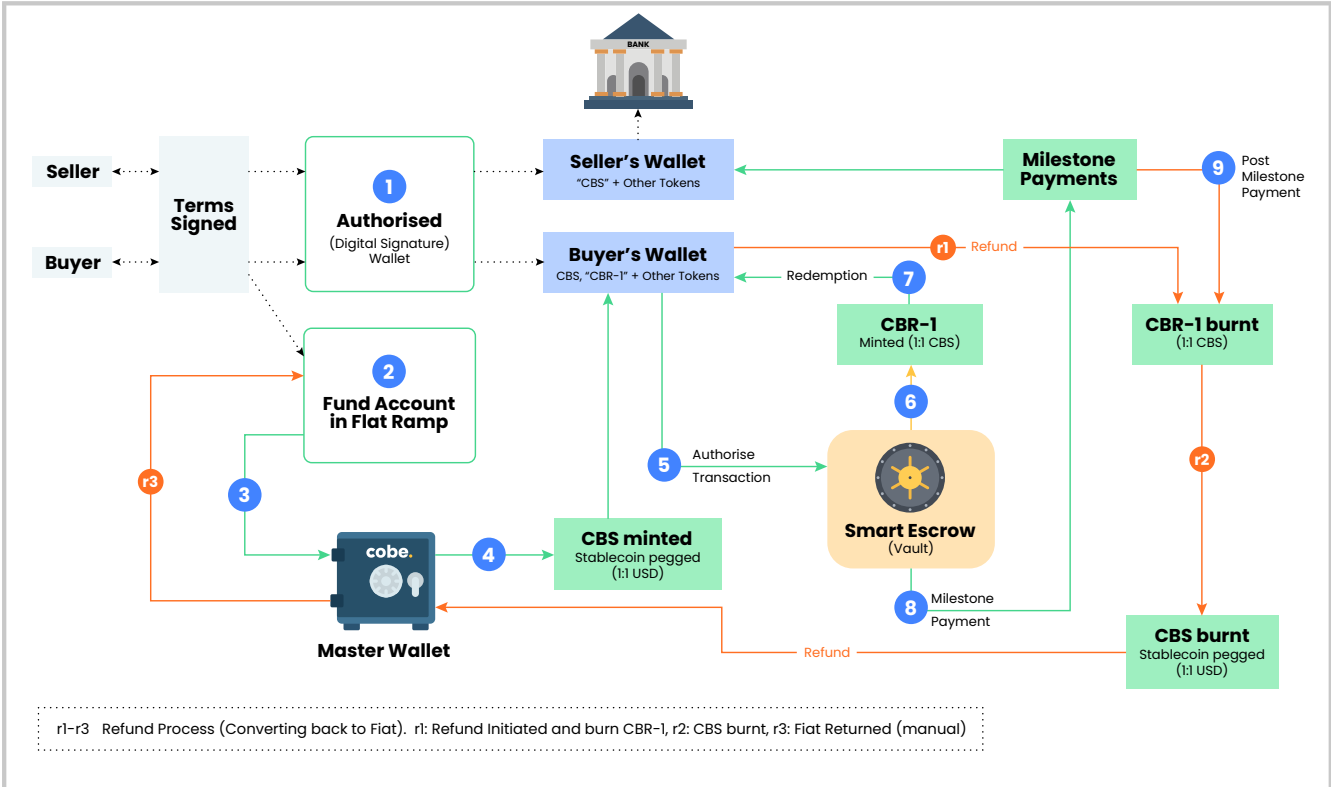 BANK
Seller
Buyer
Terms
Signed
1
Authorised
(Digital Signature)
Wallet
Seller’s Wallet
“CBS” + Other Tokens
Buyer’s Wallet
CBS, “CBR-1” + Other Tokens
Milestone
Payments
9
Post
Milestone
Payment
r1
Refund
Redemption
7
CBR-1
Minted (1:1 CBS)
CBR-1 burnt
(1:1 CBS)
2
Fund Account
in Flat Ramp
6
5
Authorise
Transaction
r2
r3
3
Smart Escrow
(Vault)
cobe.
4
CBS minted
Stablecoin pegged
(1:1 USD)
8
Milestone
Payment
Master Wallet
Refund
CBS burnt
Stablecoin pegged
(1:1 USD)
r1-r3 Refund Process (Converting back to Fiat). r1: Refund Initiated and burn CBR-1, r2: CBS burnt, r3: Fiat Returned (manual)